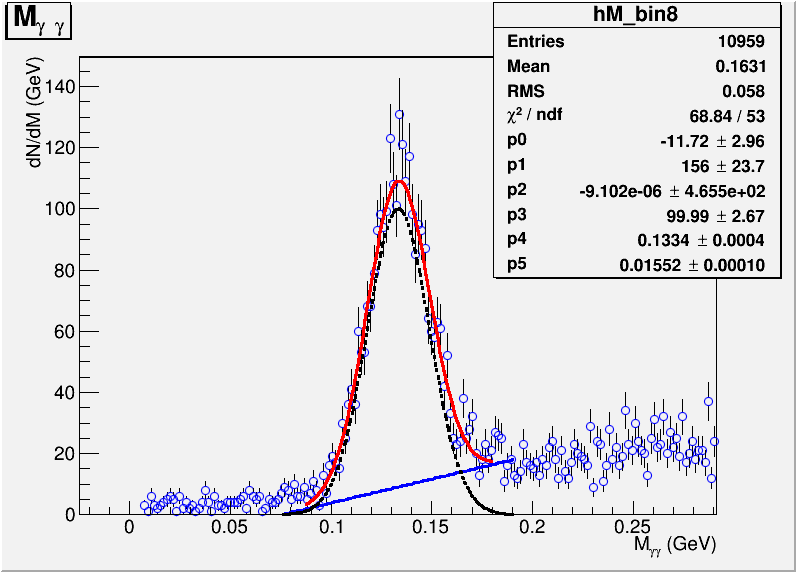 M γ γ
hM_bin8
Entries 10959
Mean 0.1631
RMS 0.058
χ² / ndf 68.84 / 53
p0 -11.72 ± 2.96
p1 156 ± 23.7
p2 -9.102e-06 ± 4.655e+02
p3 99.99 ± 2.67
p4 0.1334 ± 0.0004
p5 0.01552 ± 0.00010
dN/dM (GeV)
140
120
100
80
60
40
20
0
0 0.05 0.1 0.15 0.2 0.25
Mγγ (GeV)